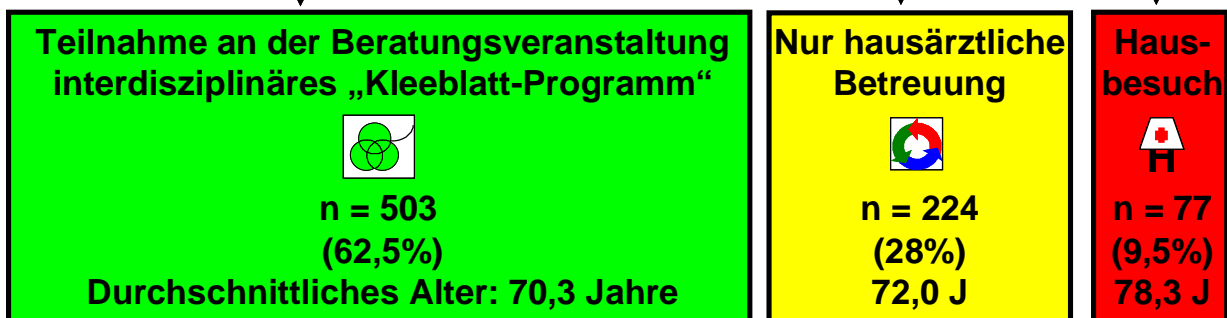 Teilnahme an der Beratungsveranstaltung
interdisziplinäres „Kleeblatt-Programm“
n = 503
(62,5%)
Durchschnittliches Alter: 70,3 Jahre
Nur hausärztliche
Betreuung
n = 224
(28%)
72,0 J
Haus-
besuch
H
n = 77
(9,5%)
78,3 J